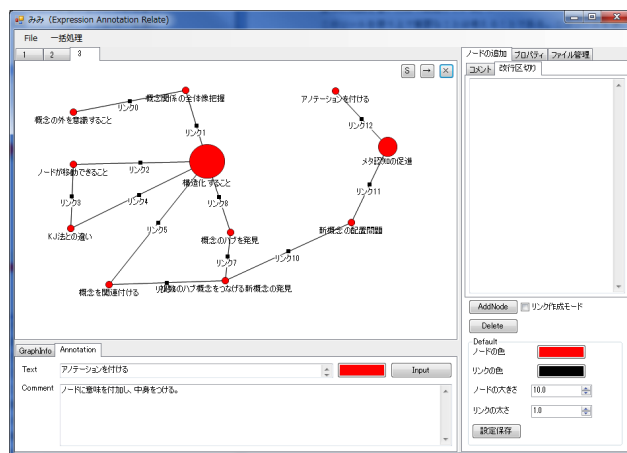 みみ（Expression Annotation Relate）
File 一括処理
1 2 3
S → ×
概念関係の全体像把握
アノテーションを付ける
リンク0
概念の外を意識すること
リンク1
リンク12
メタ認知の促進
リンク2
ノードが移動できること
構造化すること
リンク11
リンク3
リンク4
リンク8
リンク5
新概念の配置問題
KJ法との違い
概念のハブを発見
リンク10
リンク7
概念を関連付ける
ハブ概念をつなげる新概念の発見
GraphInfo Annotation
Text アノテーションを付ける Input
Comment ノードに意味を付加し、中身をつける。
ノードの追加 プロパティ ファイル管理
コメント 改行区切り
AddNode リンク作成モード
Delete
Default
ノードの色
リンクの色
ノードの大きさ 10.0
リンクの太さ 1.0
設定保存